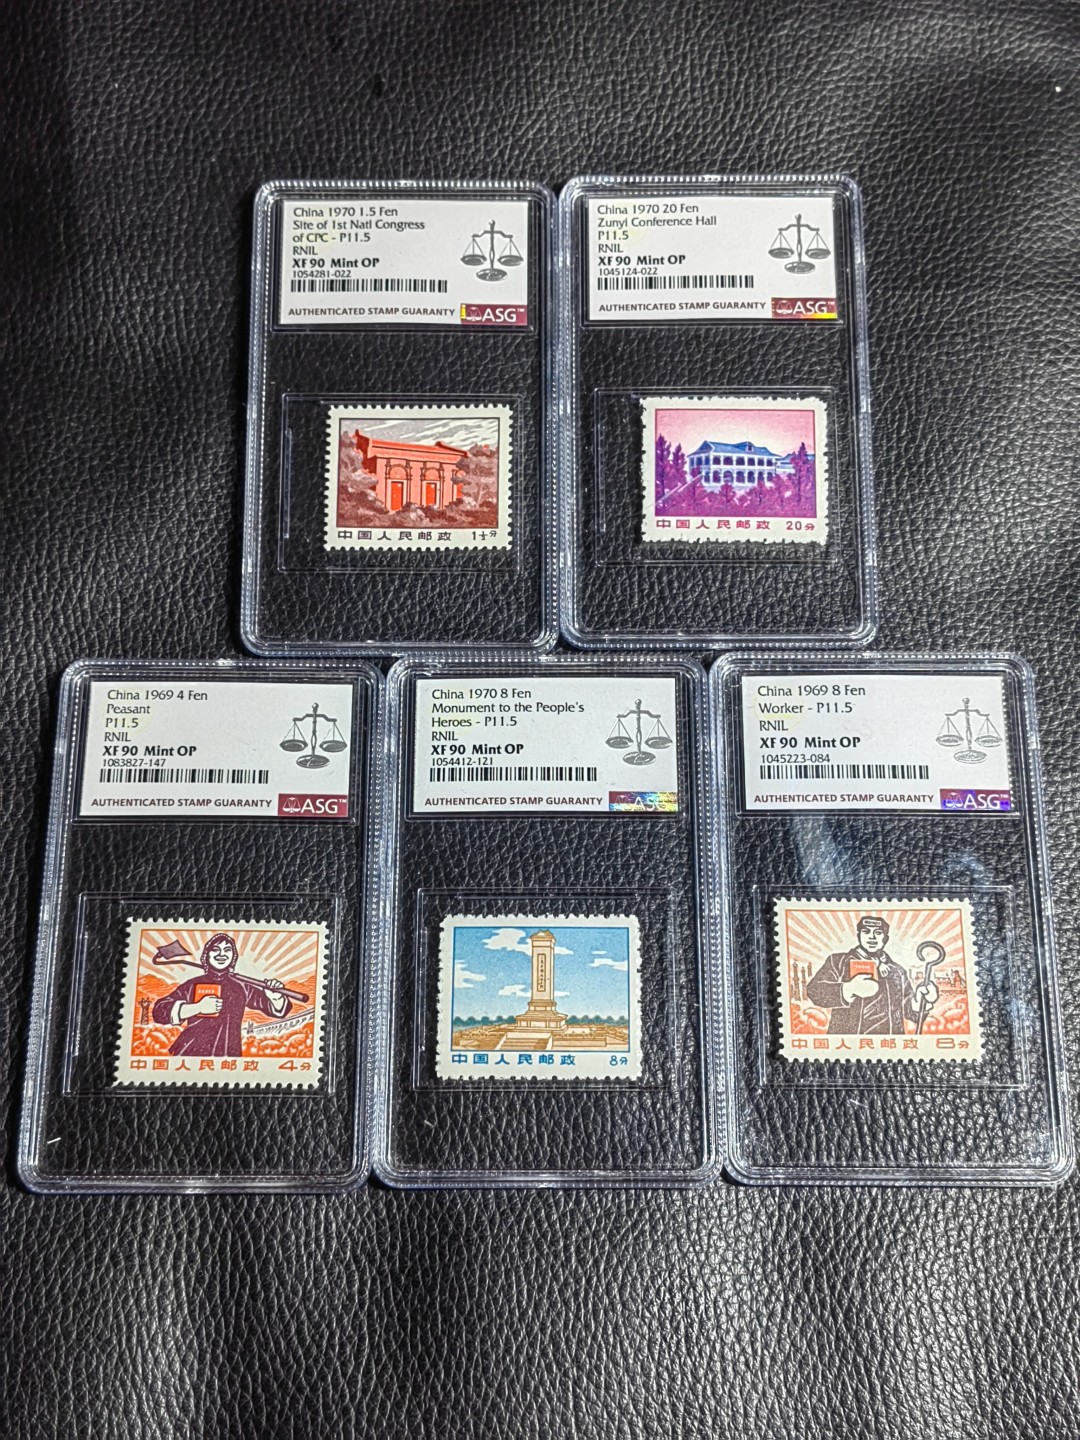 China 1970 1.5 Fen
Site of 1st Natl Congress
of CPC - P11.5
RNIL
XF 90 Mint OP
1054281-022
AUTHENTICATED STAMP GUARANTY ASG™
中国人民邮政 1½分
China 1970 20 Fen
Zunyi Conference Hall
P11.5
RNIL
XF 90 Mint OP
1045124-022
AUTHENTICATED STAMP GUARANTY ASG™
中国人民邮政 20分
China 1969 4 Fen
Peasant
P11.5
RNIL
XF 90 Mint OP
1083827-147
AUTHENTICATED STAMP GUARANTY ASG™
中国人民邮政 4分
China 1970 8 Fen
Monument to the People's
Heroes - P11.5
RNIL
XF 90 Mint OP
1054412-121
AUTHENTICATED STAMP GUARANTY ASG
中国人民邮政 8分
China 1969 8 Fen
Worker - P11.5
RNIL
XF 90 Mint OP
1045223-084
AUTHENTICATED STAMP GUARANTY ASG™
中国人民邮政 8分